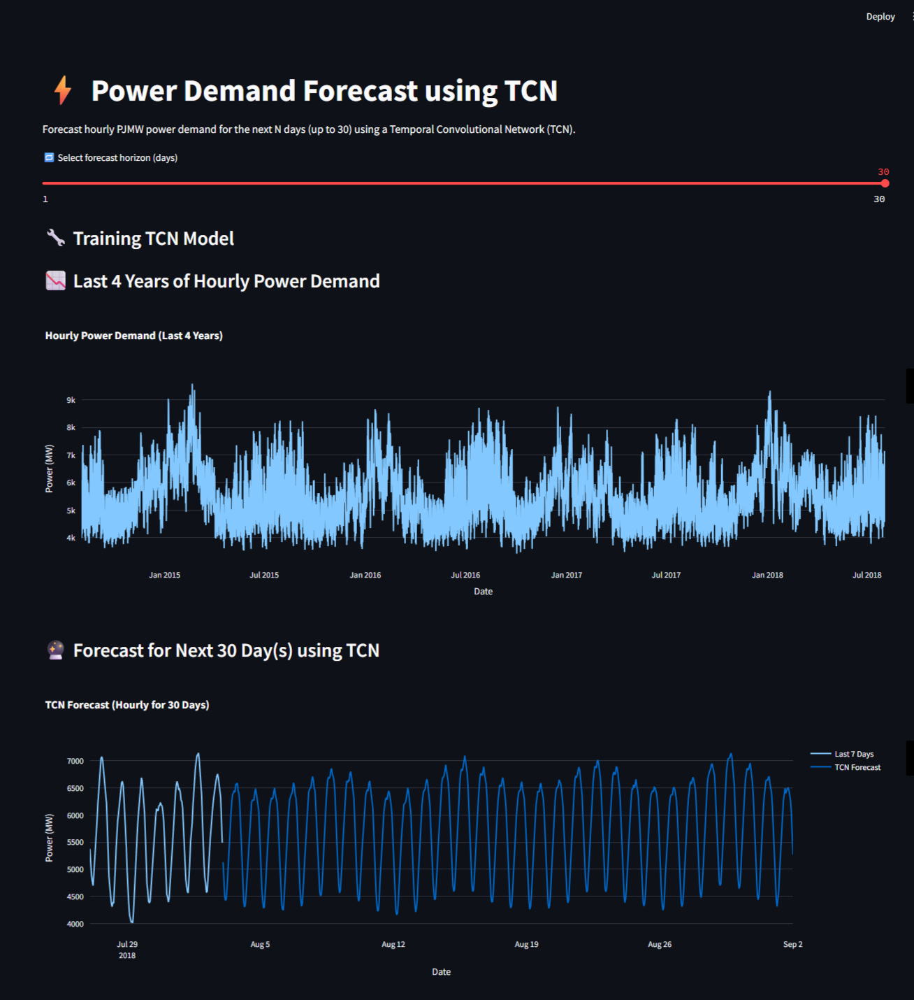 Deploy
Power Demand Forecast using TCN
Forecast hourly PJMW power demand for the next N days (up to 30) using a Temporal Convolutional Network (TCN).
Select forecast horizon (days)
30
1
30
Training TCN Model
Last 4 Years of Hourly Power Demand
Hourly Power Demand (Last 4 Years)
9k
8k
7k
6k
5k
4k
Power (MW)
Jan 2015
Jul 2015
Jan 2016
Jul 2016
Jan 2017
Jul 2017
Jan 2018
Jul 2018
Date
Forecast for Next 30 Day(s) using TCN
TCN Forecast (Hourly for 30 Days)
7000
6500
6000
5500
5000
4500
4000
Power (MW)
Last 7 Days
TCN Forecast
Jul 29
2018
Aug 5
Aug 12
Aug 19
Aug 26
Sep 2
Date